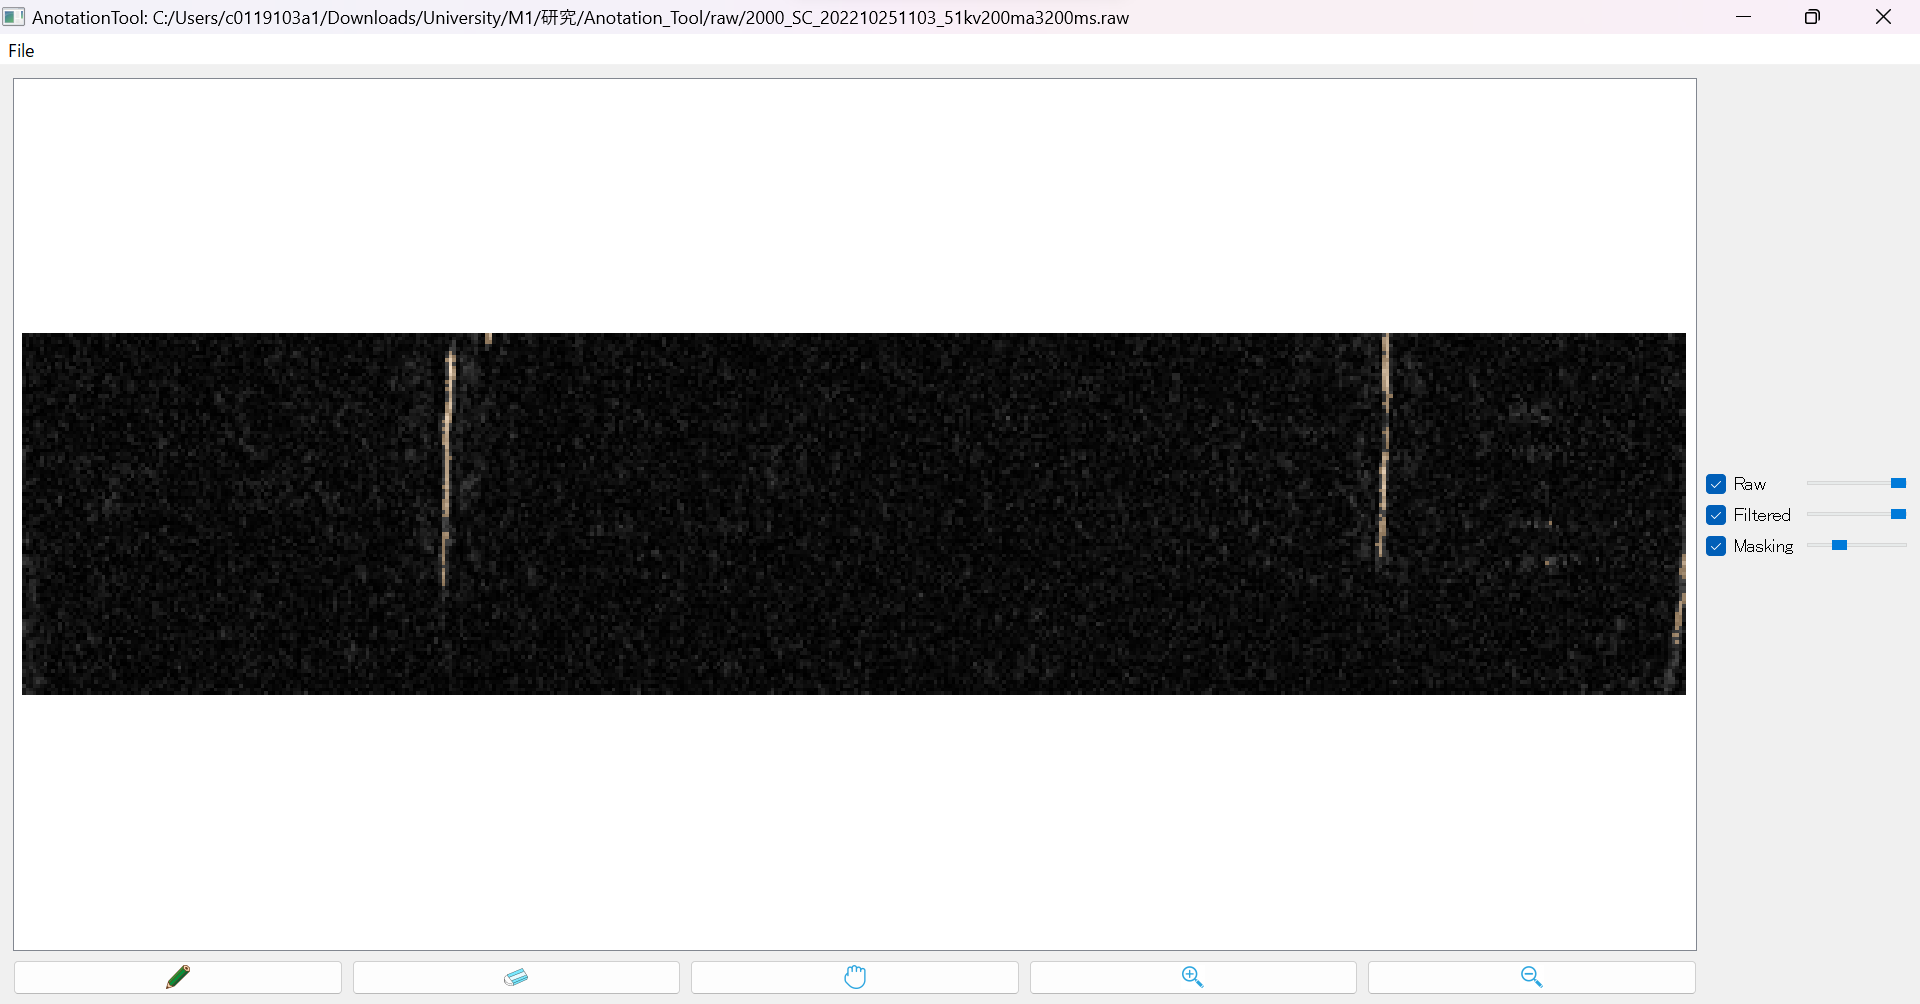 AnotationTool: C:/Users/c0119103a1/Downloads/University/M1/研究/Anotation_Tool/raw/2000_SC_202210251103_51kv200ma3200ms.raw
File
Raw
Filtered
Masking